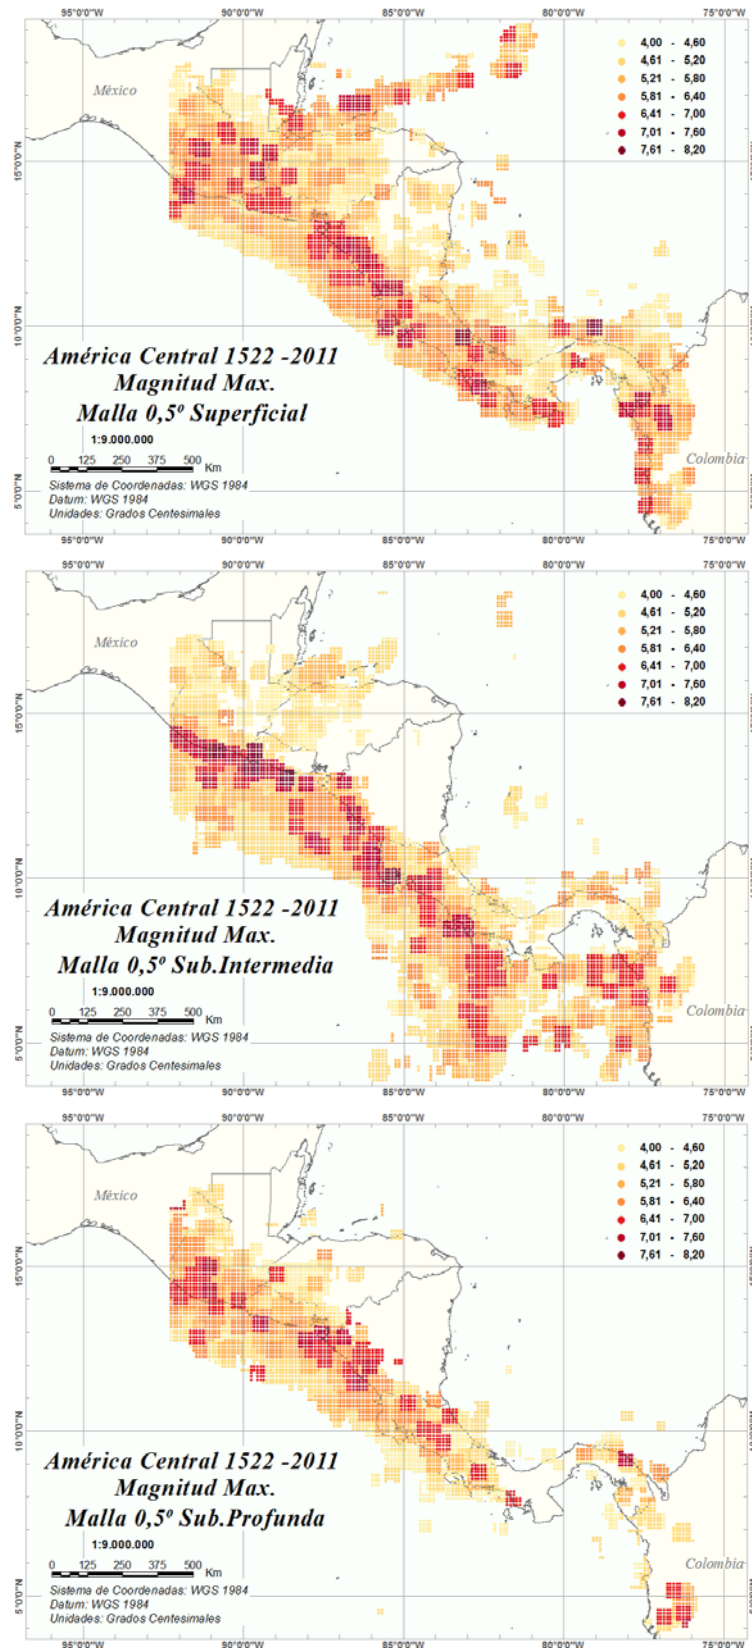 95°0'0"W 90°0'0"W 85°0'0"W 80°0'0"W 75°0'0"W
México
4,00 - 4,60
4,61 - 5,20
5,21 - 5,80
5,81 - 6,40
6,41 - 7,00
7,01 - 7,60
7,61 - 8,20
15°0'0"N
10°0'0"N
América Central 1522 -2011
Magnitud Max.
Malla 0,5º Superficial
1:9.000.000
0 125 250 375 500
Km
Sistema de Coordenadas: WGS 1984
Datum: WGS 1984
Unidades: Grados Centesimales
Colombia
5°0'0"N
95°0'0"W 90°0'0"W 85°0'0"W 80°0'0"W 75°0'0"W
México
4,00 - 4,60
4,61 - 5,20
5,21 - 5,80
5,81 - 6,40
6,41 - 7,00
7,01 - 7,60
7,61 - 8,20
15°0'0"N
10°0'0"N
América Central 1522 -2011
Magnitud Max.
Malla 0,5º Sub.Intermedia
1:9.000.000
0 125 250 375 500
Km
Sistema de Coordenadas: WGS 1984
Datum: WGS 1984
Unidades: Grados Centesimales
Colombia
5°0'0"N
95°0'0"W 90°0'0"W 85°0'0"W 80°0'0"W 75°0'0"W
México
4,00 - 4,60
4,61 - 5,20
5,21 - 5,80
5,81 - 6,40
6,41 - 7,00
7,01 - 7,60
7,61 - 8,20
15°0'0"N
10°0'0"N
América Central 1522 -2011
Magnitud Max.
Malla 0,5º Sub.Profunda
1:9.000.000
0 125 250 375 500
Km
Sistema de Coordenadas: WGS 1984
Datum: WGS 1984
Unidades: Grados Centesimales
Colombia
5°0'0"N
95°0'0"W 90°0'0"W 85°0'0"W 80°0'0"W 75°0'0"W